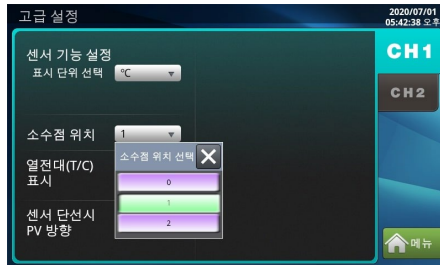 고급 설정
2020/07/01
05:42:38 오후
센서 기능 설정
표시 단위 선택 ℃
CH1
CH2
소수점 위치 1
소수점 위치 선택
열전대(T/C)
표시
0
1
2
센서 단선시
PV 방향
메뉴